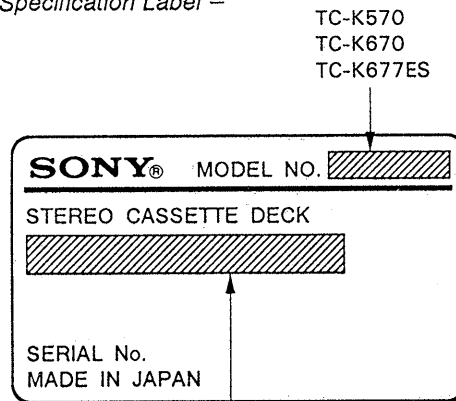 Specification Label –
TC-K570
TC-K670
TC-K677ES
SONY® MODEL NO.
STEREO CASSETTE DECK
SERIAL No.
MADE IN JAPAN